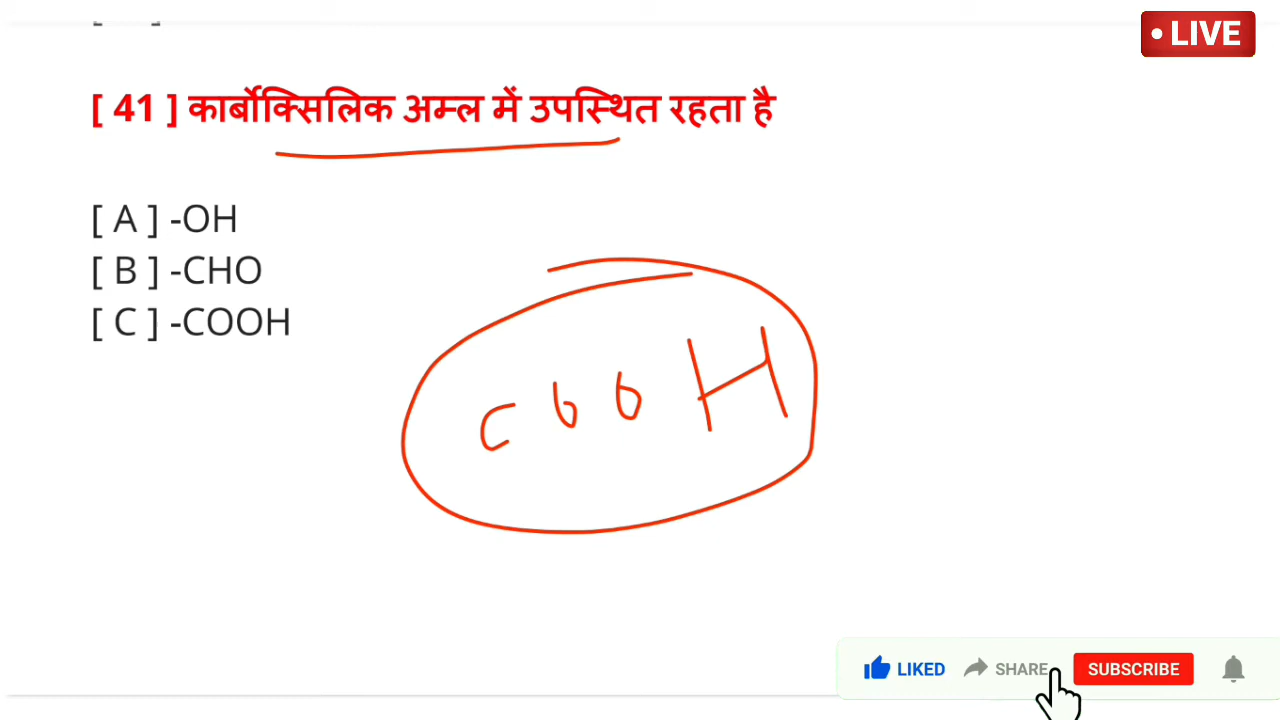 • LIVE
[ 41 ] कार्बोक्सिलिक अम्ल में उपस्थित रहता है
[ A ] -OH
[ B ] -CHO
[ C ] -COOH
COOH
LIKED SHARE SUBSCRIBE